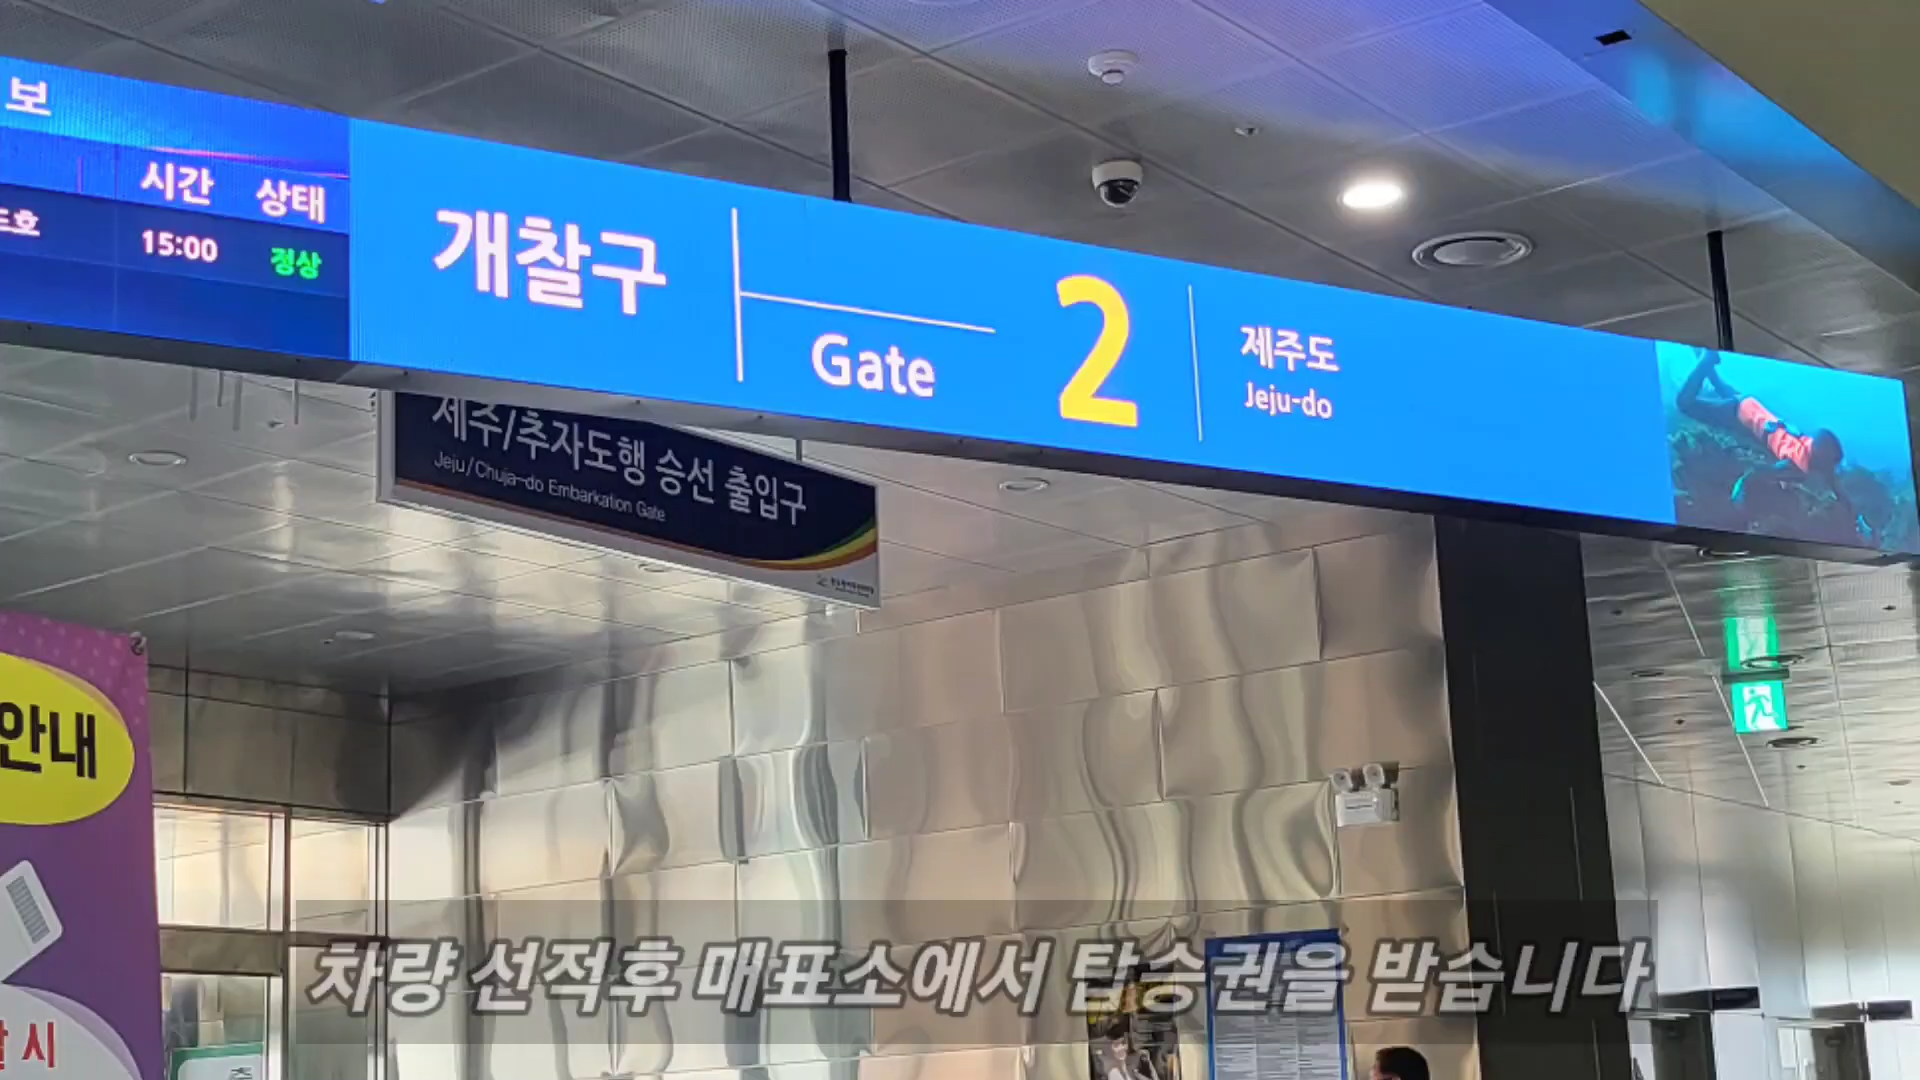 보
시간 상태
도호 15:00 정상
개찰구
Gate
2
제주도
Jeju-do
제주/추자도행 승선 출입구
Jeju/Chuja-do Embarkation Gate
안내
시
차량 선적후 매표소에서 탑승권을 받습니다